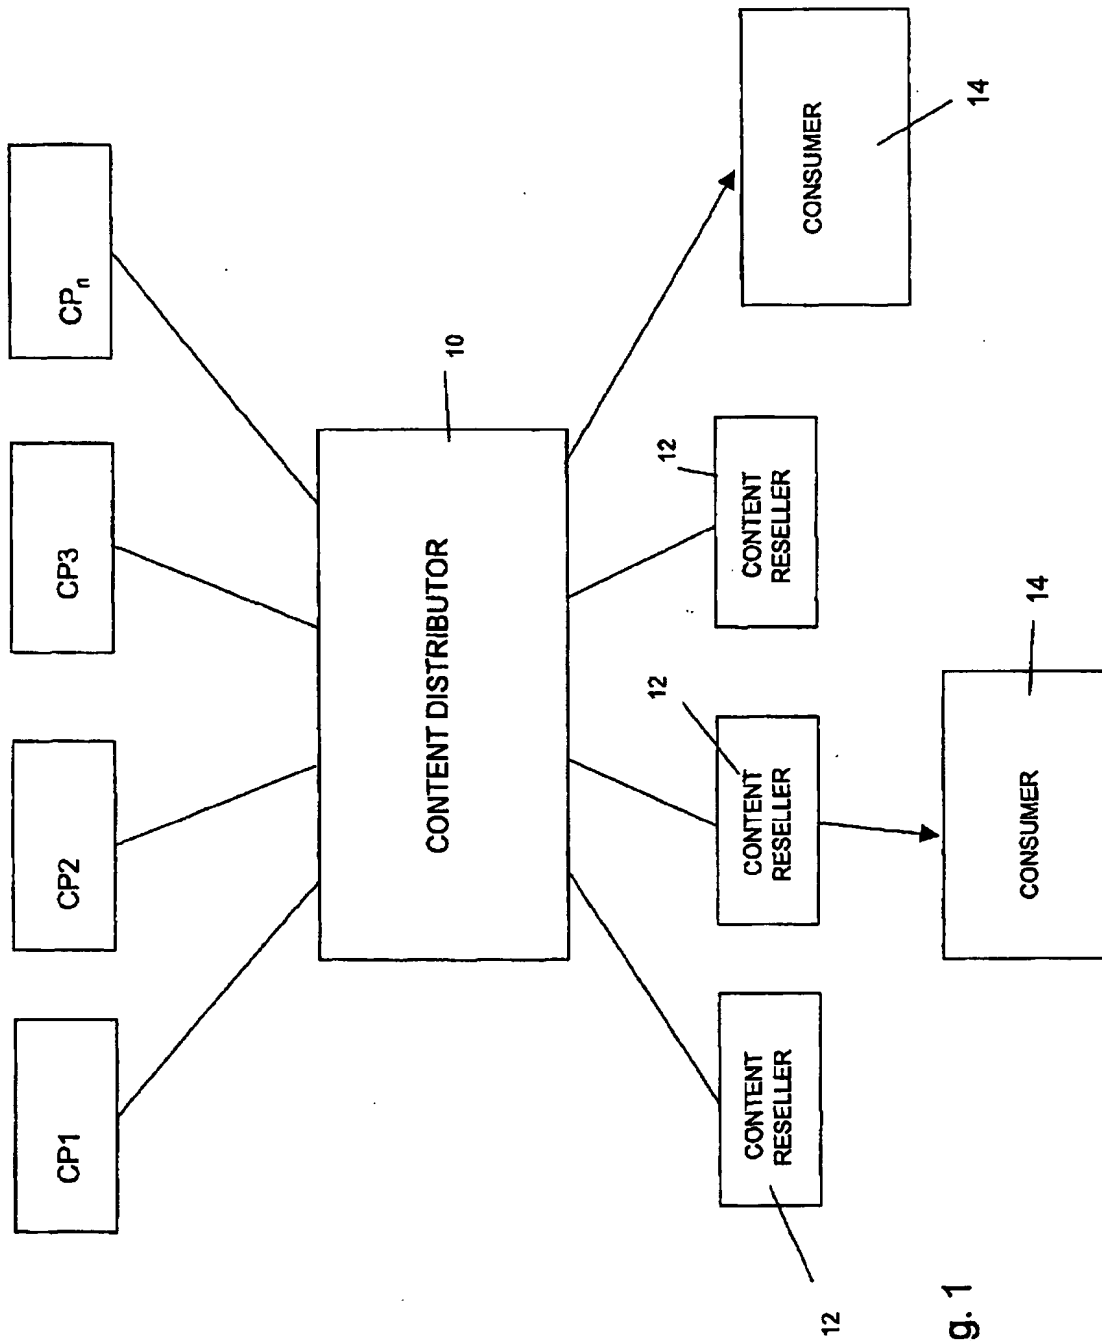 CP1
CP2
CP3
CPn
CONTENT DISTRIBUTOR
10
12
CONTENT
RESELLER
12
CONTENT
RESELLER
12
CONTENT
RESELLER
CONSUMER
14
CONSUMER
14
g. 1